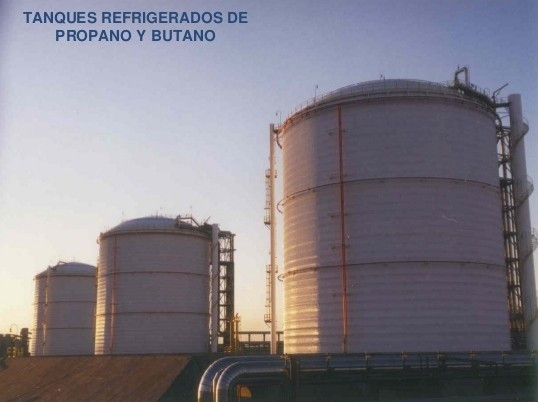 TANQUES REFRIGERADOS DE
PROPANO Y BUTANO